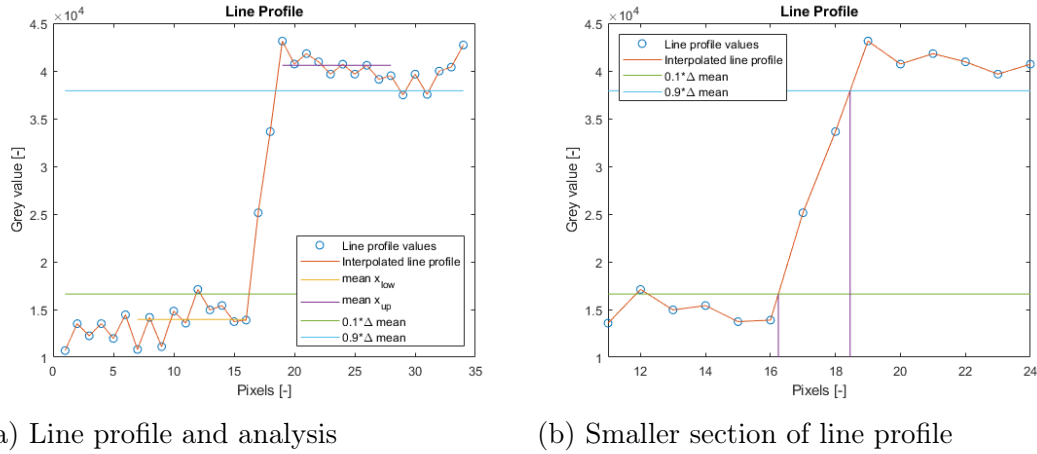 Line Profile
×10⁴
4.5
4
3.5
3
2.5
2
1.5
1
Grey value [-]
0 5 10 15 20 25 30 35
Pixels [-]
Line profile values
Interpolated line profile
mean x_low
mean x_up
0.1*Δ mean
0.9*Δ mean
) Line profile and analysis
Line Profile
×10⁴
4.5
4
3.5
3
2.5
2
1.5
1
Grey value [-]
12 14 16 18 20 22 24
Pixels [-]
Line profile values
Interpolated line profile
0.1*Δ mean
0.9*Δ mean
(b) Smaller section of line profile